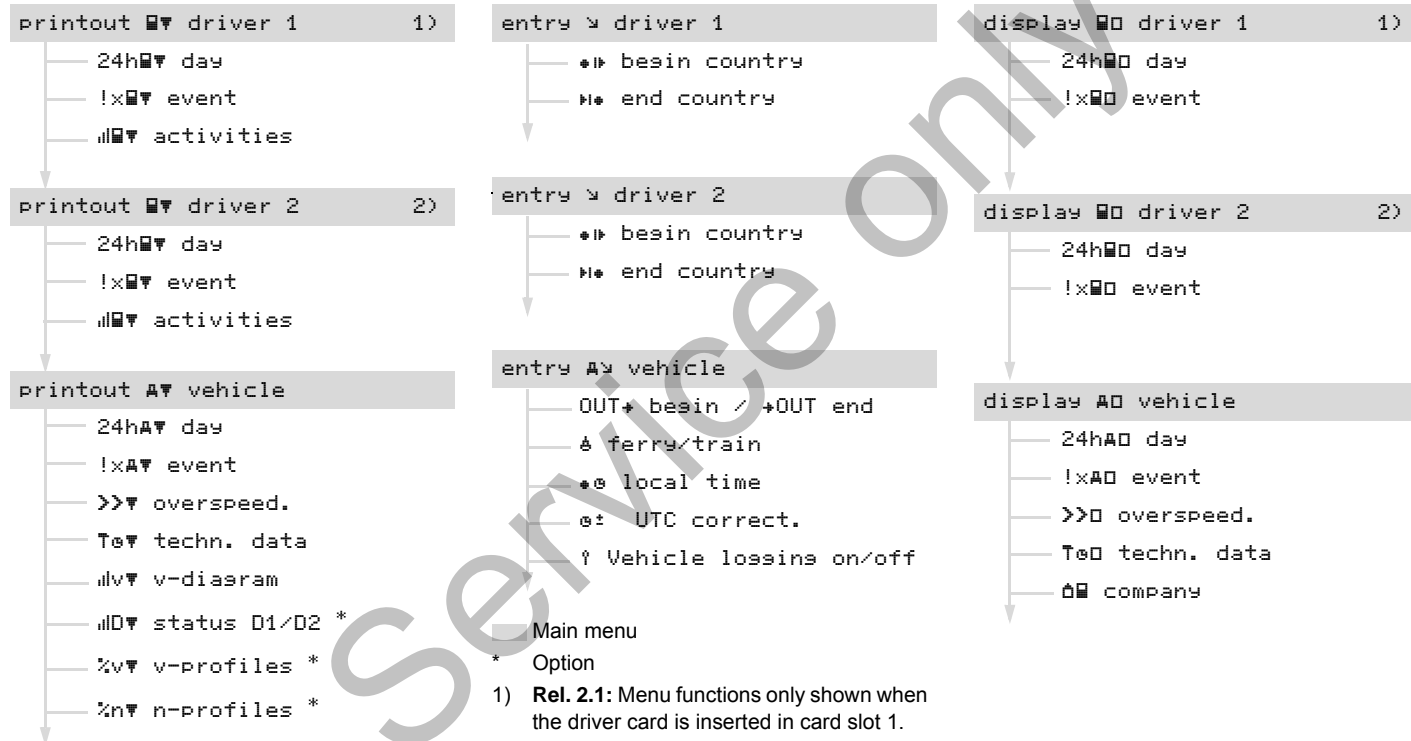 printout driver 1 1)
24h day
!x event
activities
printout driver 2 2)
24h day
!x event
activities
printout A▼ vehicle
24hA▼ day
!xA▼ event
>>▼ overspeed.
T▼ techn. data
v▼ v-diagram
D▼ status D1/D2 *
%v▼ v-profiles *
%n▼ n-profiles *
entry driver 1
begin country
end country
entry driver 2
begin country
end country
entry A vehicle
OUT→ begin / →OUT end
ferry/train
local time
UTC correct.
Vehicle logging on/off
Main menu
* Option
1) Rel. 2.1: Menu functions only shown when
the driver card is inserted in card slot 1.
display driver 1 1)
24h day
!x event
display driver 2 2)
24h day
!x event
display A vehicle
24hA day
!xA event
>> overspeed.
T techn. data
company
Service only